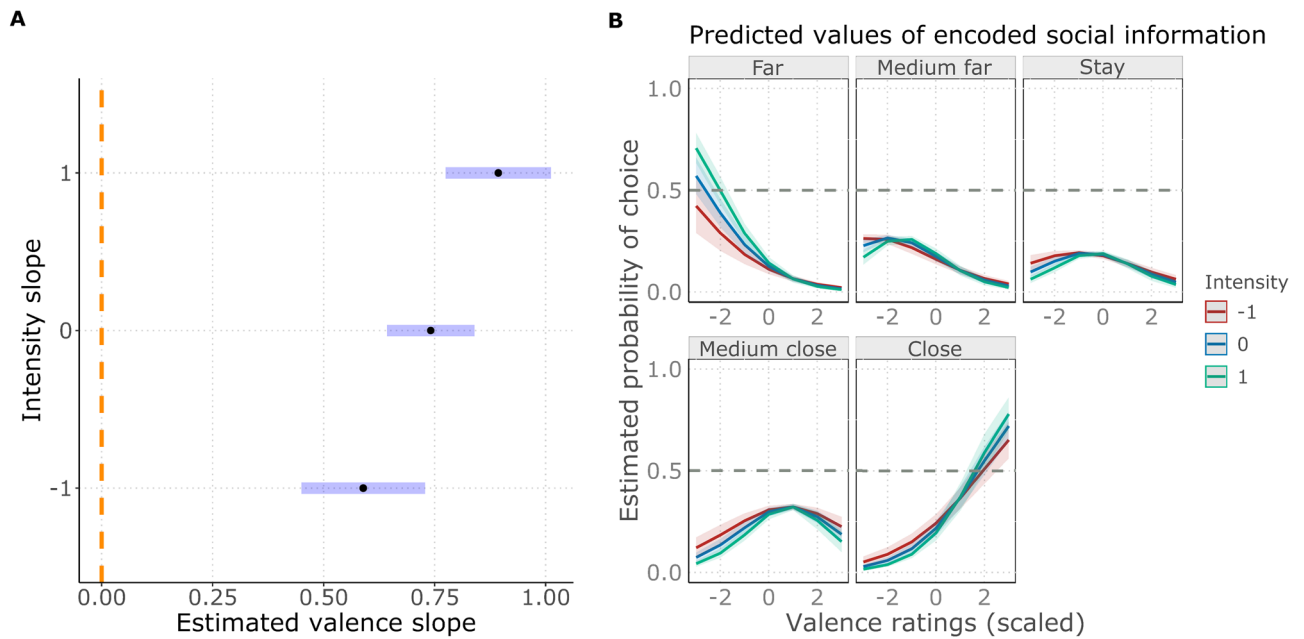 A
Intensity slope
1
0
-1
0.00 0.25 0.50 0.75 1.00
Estimated valence slope
B
Predicted values of encoded social information
Estimated probability of choice
Far Medium far Stay
1.0
0.5
0.0
-2 0 2 -2 0 2 -2 0 2
Medium close Close
1.0
0.5
0.0
-2 0 2 -2 0 2
Valence ratings (scaled)
Intensity
-1
0
1